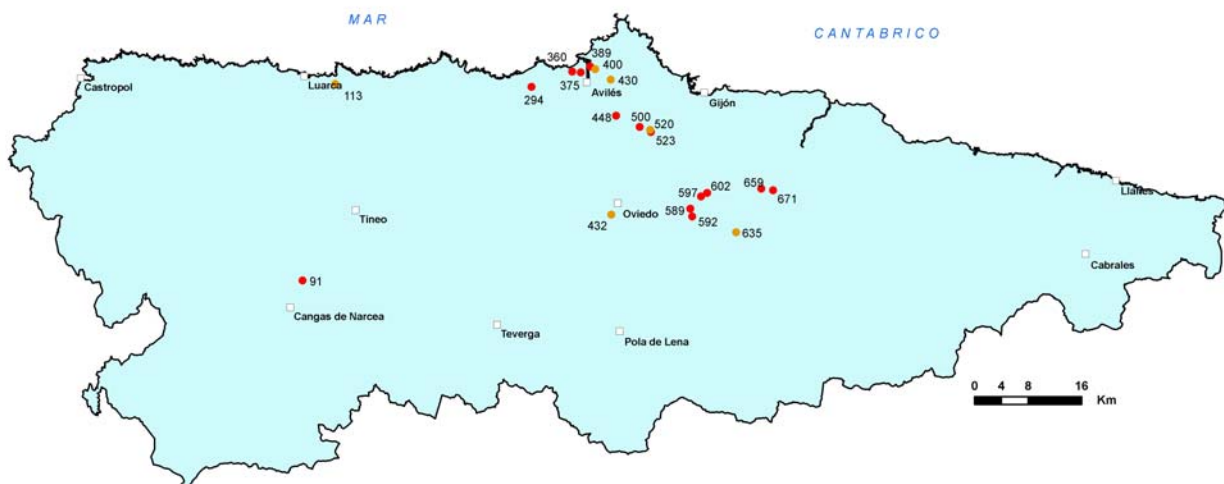 MAR
CANTABRICO
360
389
400
430
375
Castropol
Luarca
113
294
Avilés
Gijón
448
500
520
523
597
602
659
671
Llanes
589
592
Oviedo
432
635
Tineo
Cabrales
91
Cangas de Narcea
Teverga
Pola de Lena
0 4 8 16
Km